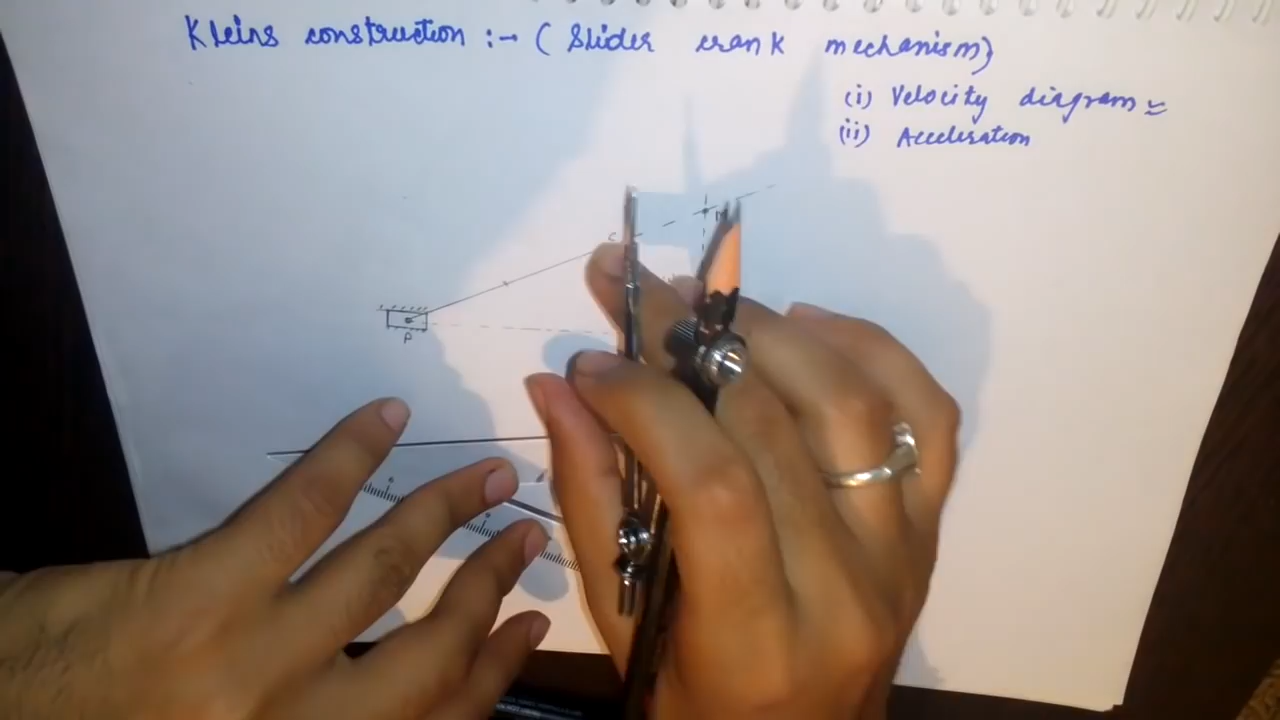 Kleins construction :- (Slider crank mechanism)
(i) Velocity diagram
(ii) Acceleration
C
M
P